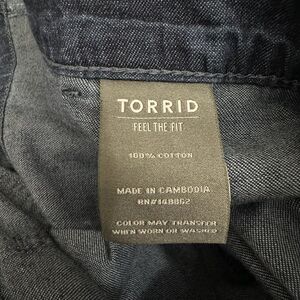 TORRID
FEEL THE FIT
100% COTTON
MADE IN CAMBODIA
RN#148862
COLOR MAY TRANSFER
WHEN WORN OR WASHED